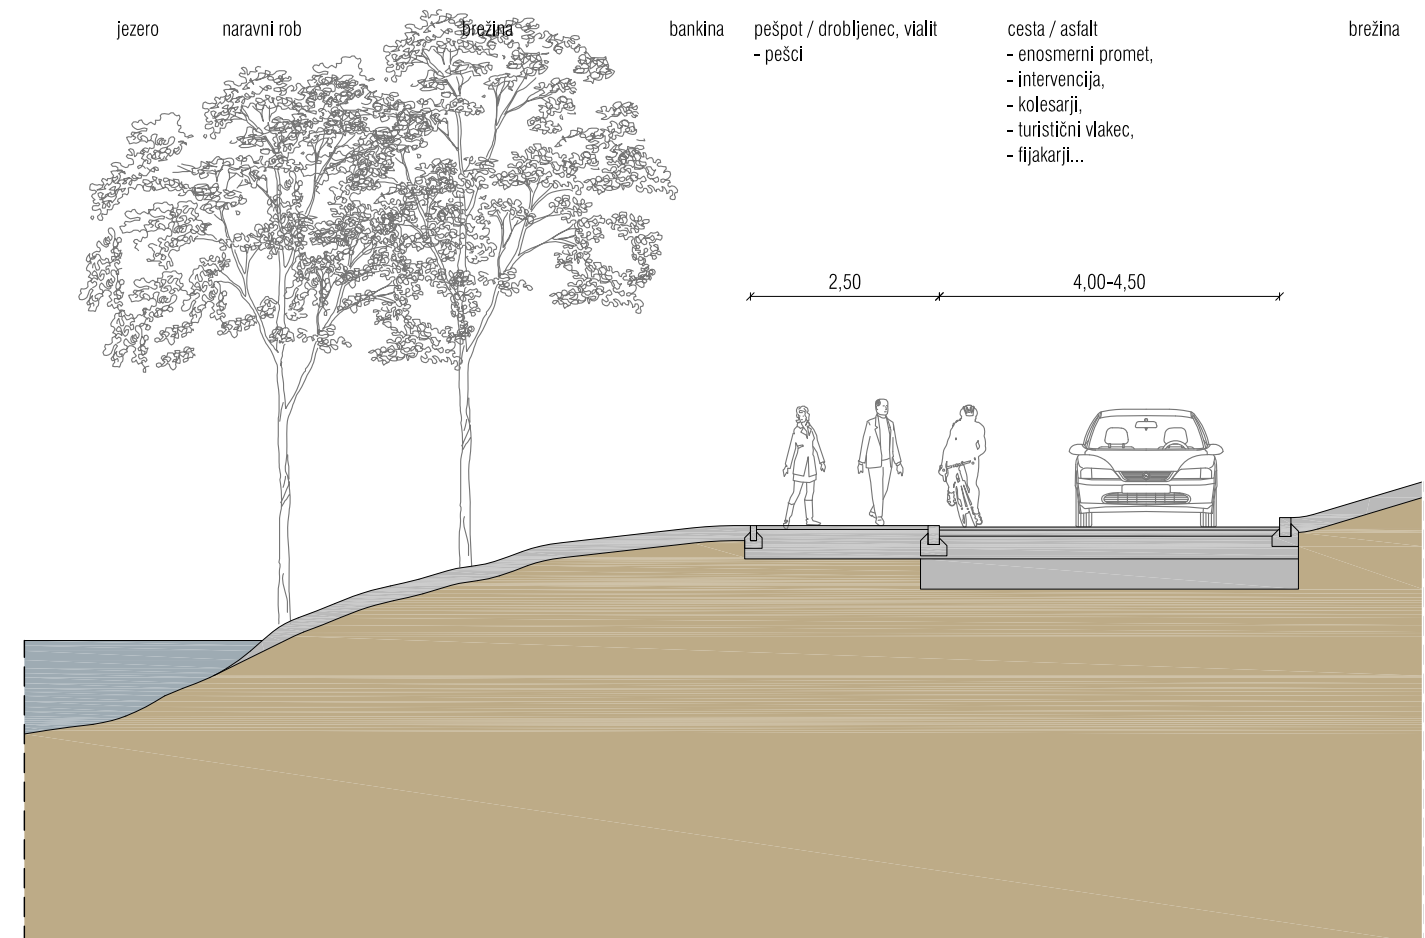 jezero
naravni rob
brežina
bankina
pešpot / drobljenec, vialit
- pešci
cesta / asfalt
- enosmerni promet,
- intervencija,
- kolesarji,
- turistični vlakec,
- fijakarji...
brežina
2,50
4,00-4,50